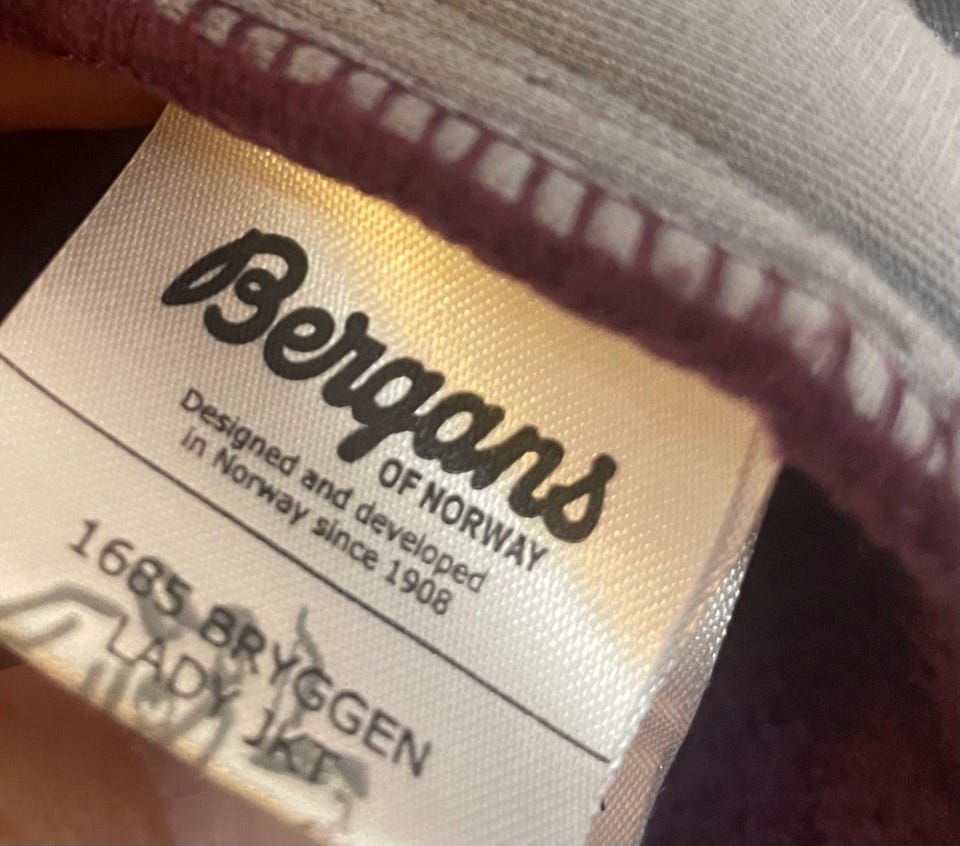 Bergans
OF NORWAY
Designed and developed
in Norway since 1908
1685 BRYGGEN
LADY JKT